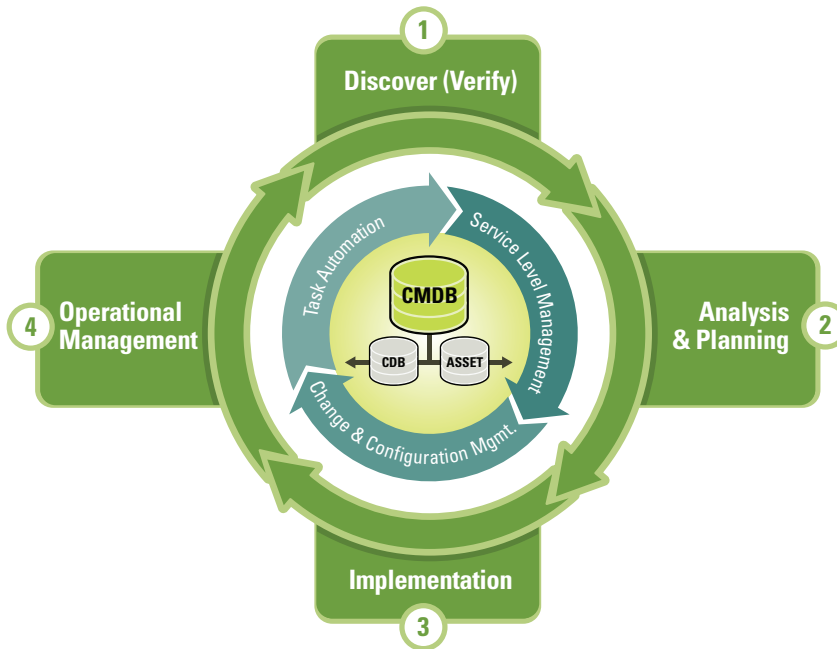 1
Discover (Verify)
Task Automation
Service Level Management
CMDB
CDB
ASSET
Change & Configuration Mgmt.
4
Operational
Management
Analysis
& Planning
2
Implementation
3